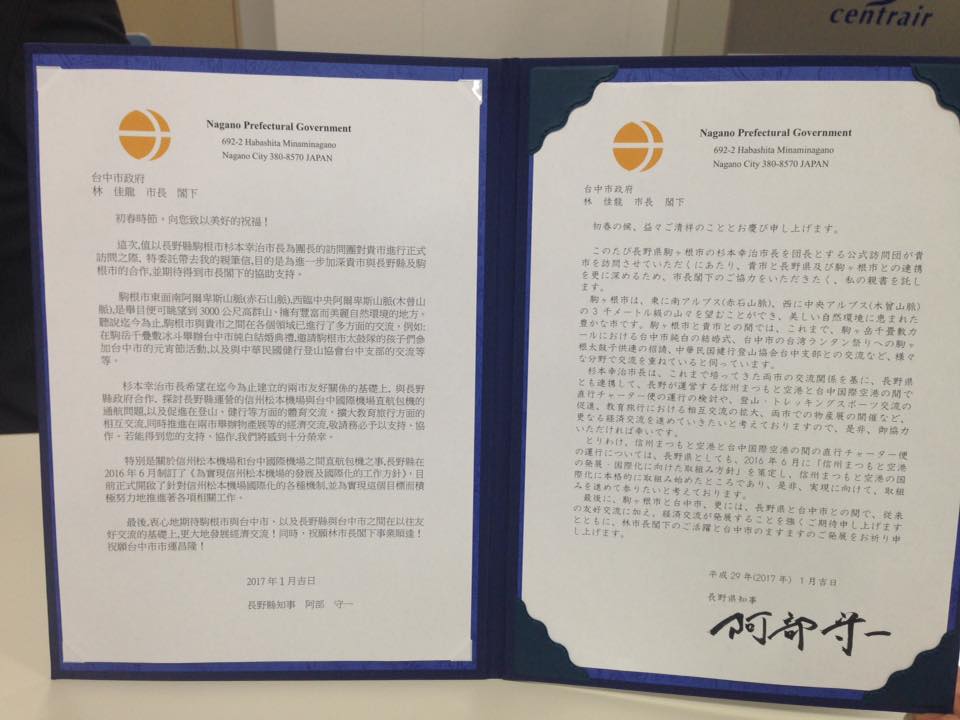 centrair
Nagano Prefectural Government
692-2 Habashita Minaminagano
Nagano City 380-8570 JAPAN
台中市政府
林 佳龍 市長 閣下
初春時節，向您致以美好的祝福！
這次,值以長野縣駒根市杉本幸治市長為團長的訪問團對貴市進行正式
訪問之際, 特委託帶去我的親筆信,目的是為進一步加深貴市與長野縣及駒
根市的合作,並期待得到市長閣下的協助支持。
駒根市東面南阿爾卑斯山脈(赤石山脈),西臨中央阿爾卑斯山脈(木曾山
脈),是舉目便可眺望到 3000 公尺高群山、擁有豐富而美麗自然環境的地方。
聽說迄今為止,駒根市與貴市之間在各個領域已進行了多方面的交流，例如:
在駒岳千疊敷冰斗舉辦台中市純白結婚典禮,邀請駒根市太鼓隊的孩子們參
加台中市的元宵節活動,以及與中華民國健行登山協會台中支部的交流等
等。
杉本幸治市長希望在迄今為止建立的兩市友好關係的基礎上, 與長野
縣政府合作、探討長野縣運營的信州松本機場與台中國際機場直航包機的
通航問題,以及促進在登山、健行等方面的體育交流，擴大教育旅行方面的
相互交流,同時推進在兩市舉辦物產展等的經濟交流,敬請務必予以支持、協
作。若能得到您的支持、協作,我們將感到十分榮幸。
特別是關於信州松本機場和台中國際機場之間直航包機之事,長野縣在
2016 年 6 月制訂了《為實現信州松本機場的發展及國際化的工作方針》, 目
前正式開啟了針對信州松本機場國際化的各種機制,並為實現這個目標而積
極努力地推進著各項相關工作。
最後,衷心地期待駒根市與台中市、以及長野縣與台中市之間在以往友
好交流的基礎上,更大地發展經濟交流！同時，祝願林市長閣下事業順達！
祝願台中市市運昌隆！
2017 年 1 月吉日
長野縣知事 阿部 守一
Nagano Prefectural Government
692-2 Habashita Minaminagano
Nagano City 380-8570 JAPAN
台中市政府
林 佳龍 市長 閣下
初春の候、益々ご清祥のこととお慶び申し上げます。
このたび長野県駒ヶ根市の杉本幸治市長を団長とする公式訪問団が貴
市を訪問させていただくにあたり、貴市と長野県及び駒ヶ根市との連携
を更に深めるため、市長閣下のご協力をいただきたく、私の親書を託し
ます。
駒ヶ根市は、東に南アルプス(赤石山脈)、西に中央アルプス(木曽山脈)
の３千メートル級の山々を望むことができ、美しい自然環境に恵まれた
豊かな市です。駒ヶ根市と貴市との間では、これまで、駒ヶ岳千畳敷カ
ールにおける台中市純白の結婚式、台中市の台湾ランタン祭りへの駒ヶ
根太鼓子供連の招請、中華民国健行登山協会台中支部との交流など、様々
な分野で交流を重ねていると伺っています。
杉本幸治市長は、これまで培ってきた両市の交流関係を基に、長野県
とも連携して、長野が運営する信州まつもと空港と台中国際空港の間で
直行チャーター便の運行の検討や、登山・トレッキングスポーツ交流の
促進、教育旅行における相互交流の拡大、両市での物産展の開催など、
更なる経済交流を進めていきたいと考えておりますので、是非、御協力
いただければ幸いです。
とりわけ、信州まつもと空港と台中国際空港の間の直行チャーター便
の運行については、長野県としても、2016 年 6 月に「信州まつもと空港
の発展・国際化に向けた取組み方針」を策定し、信州まつもと空港の国
際化に本格的に取組み始めたところであり、是非、実現に向けて、取組
みを進めて参りたいと考えております。
最後に、駒ヶ根市と台中市、更には、長野県と台中市との間で、従来
の友好交流に加え、経済交流が発展することを強くご期待申し上げます
とともに、林市長閣下のご活躍と台中市のますますのご発展をお祈り申
し上げます。
平成 29 年(2017 年) 1 月吉日
長野県知事
阿部守一